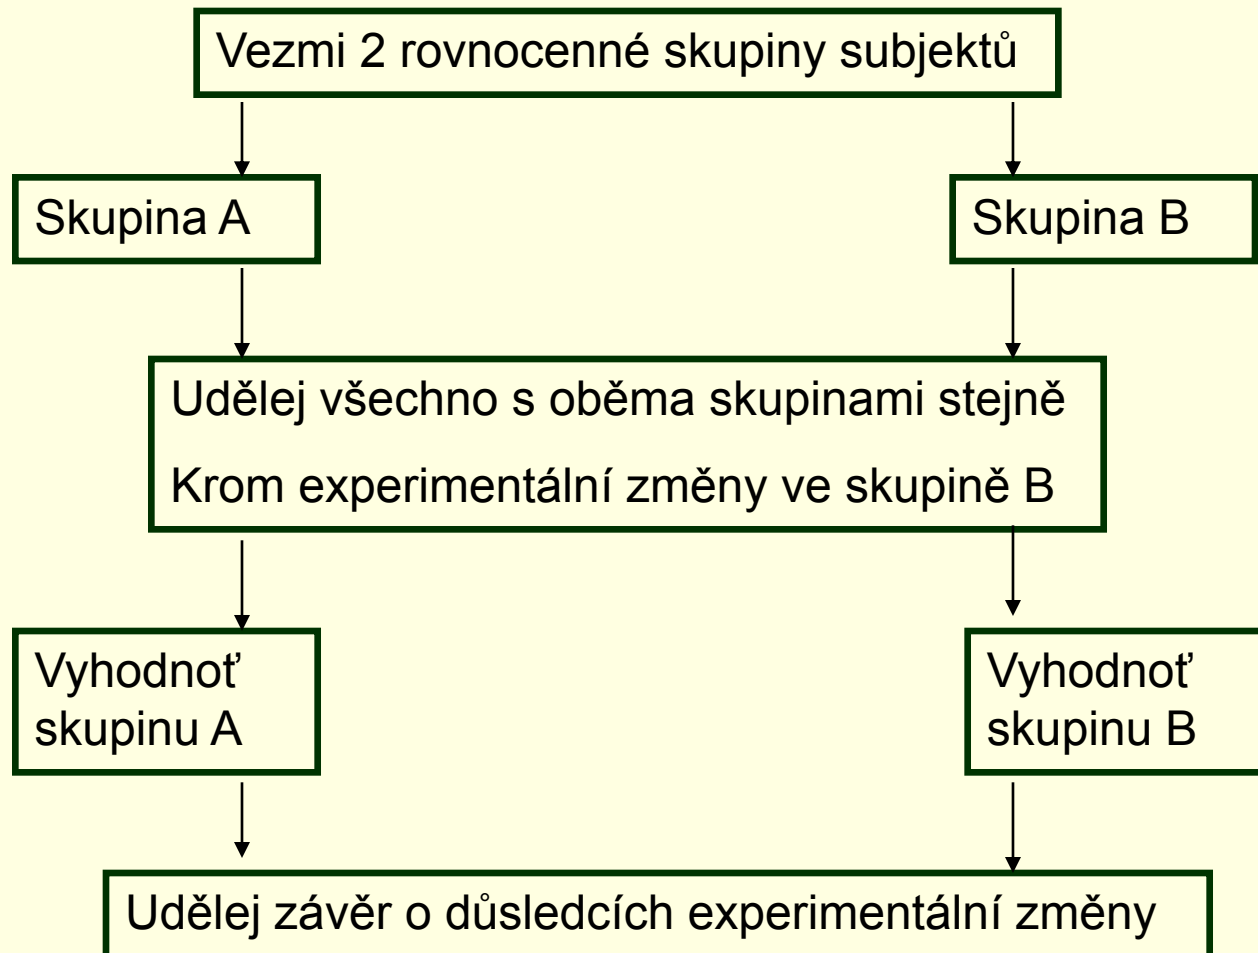 Vezmi 2 rovnocenné skupiny subjektů
Skupina A
Skupina B
Udělej všechno s oběma skupinami stejně
Krom experimentální změny ve skupině B
Vyhodnoť
skupinu A
Vyhodnoť
skupinu B
Udělej závěr o důsledcích experimentální změny